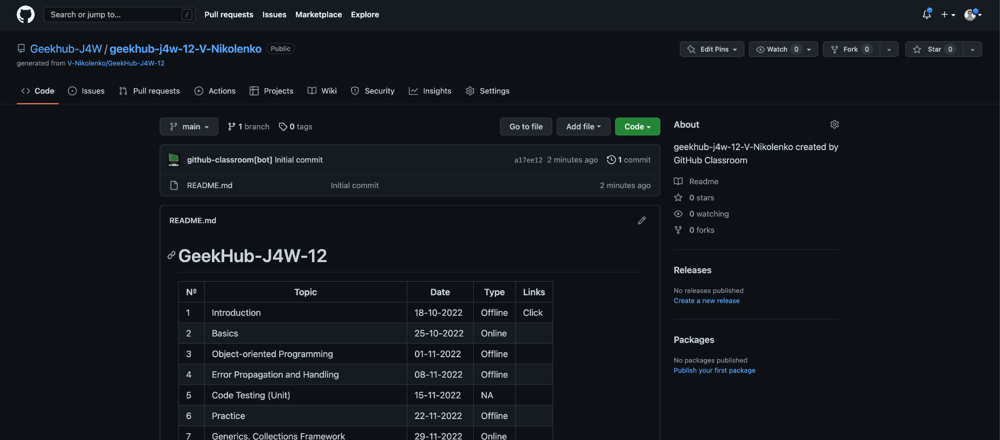 Search or jump to... /
Pull requests Issues Marketplace Explore
Geekhub-J4W / geekhub-j4w-12-V-Nikolenko Public
generated from V-Nikolenko/GeekHub-J4W-12
Edit Pins Watch 0 Fork 0 Star 0
Code Issues Pull requests Actions Projects Wiki Security Insights Settings
main 1 branch 0 tags Go to file Add file Code
github-classroom[bot] Initial commit a17ee12 2 minutes ago 1 commit
README.md Initial commit 2 minutes ago
README.md
GeekHub-J4W-12
Nº Topic Date Type Links
1 Introduction 18-10-2022 Offline Click
2 Basics 25-10-2022 Online
3 Object-oriented Programming 01-11-2022 Offline
4 Error Propagation and Handling 08-11-2022 Offline
5 Code Testing (Unit) 15-11-2022 NA
6 Practice 22-11-2022 Offline
7 Generics. Collections Framework 29-11-2022 Online
About
geekhub-j4w-12-V-Nikolenko created by
GitHub Classroom
Readme
0 stars
0 watching
0 forks
Releases
No releases published
Create a new release
Packages
No packages published
Publish your first package